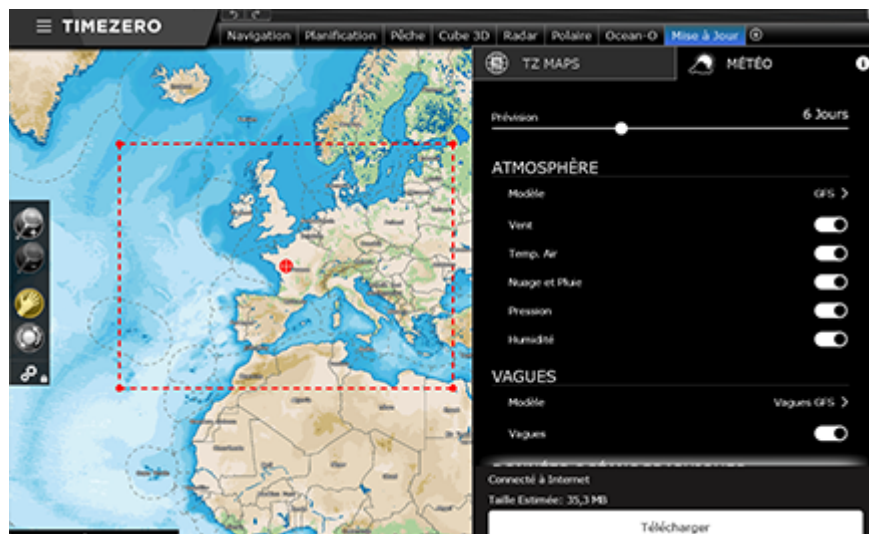 TIMEZERO
Navigation Planification Pêche Cube 3D Radar Polaire Ocean-O Mise à Jour
TZ MAPS MÉTÉO
Prévision 6 Jours
ATMOSPHÈRE
Modèle GFS >
Vent
Temp. Air
Nuage et Pluie
Pression
Humidité
VAGUES
Modèle Vagues GFS >
Vagues
Connecté à Internet
Taille Estimée: 35,3 MB
Télécharger